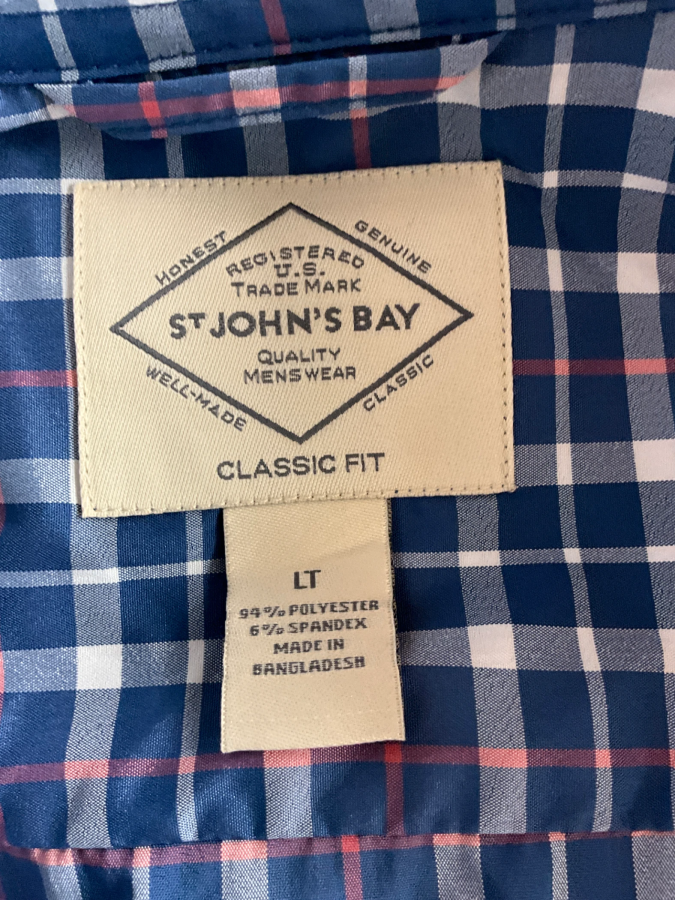 HONEST
GENUINE
REGISTERED
U.S.
TRADE MARK
ST JOHN'S BAY
QUALITY
MENSWEAR
WELL-MADE
CLASSIC
CLASSIC FIT
LT
94% POLYESTER
6% SPANDEX
MADE IN
BANGLADESH